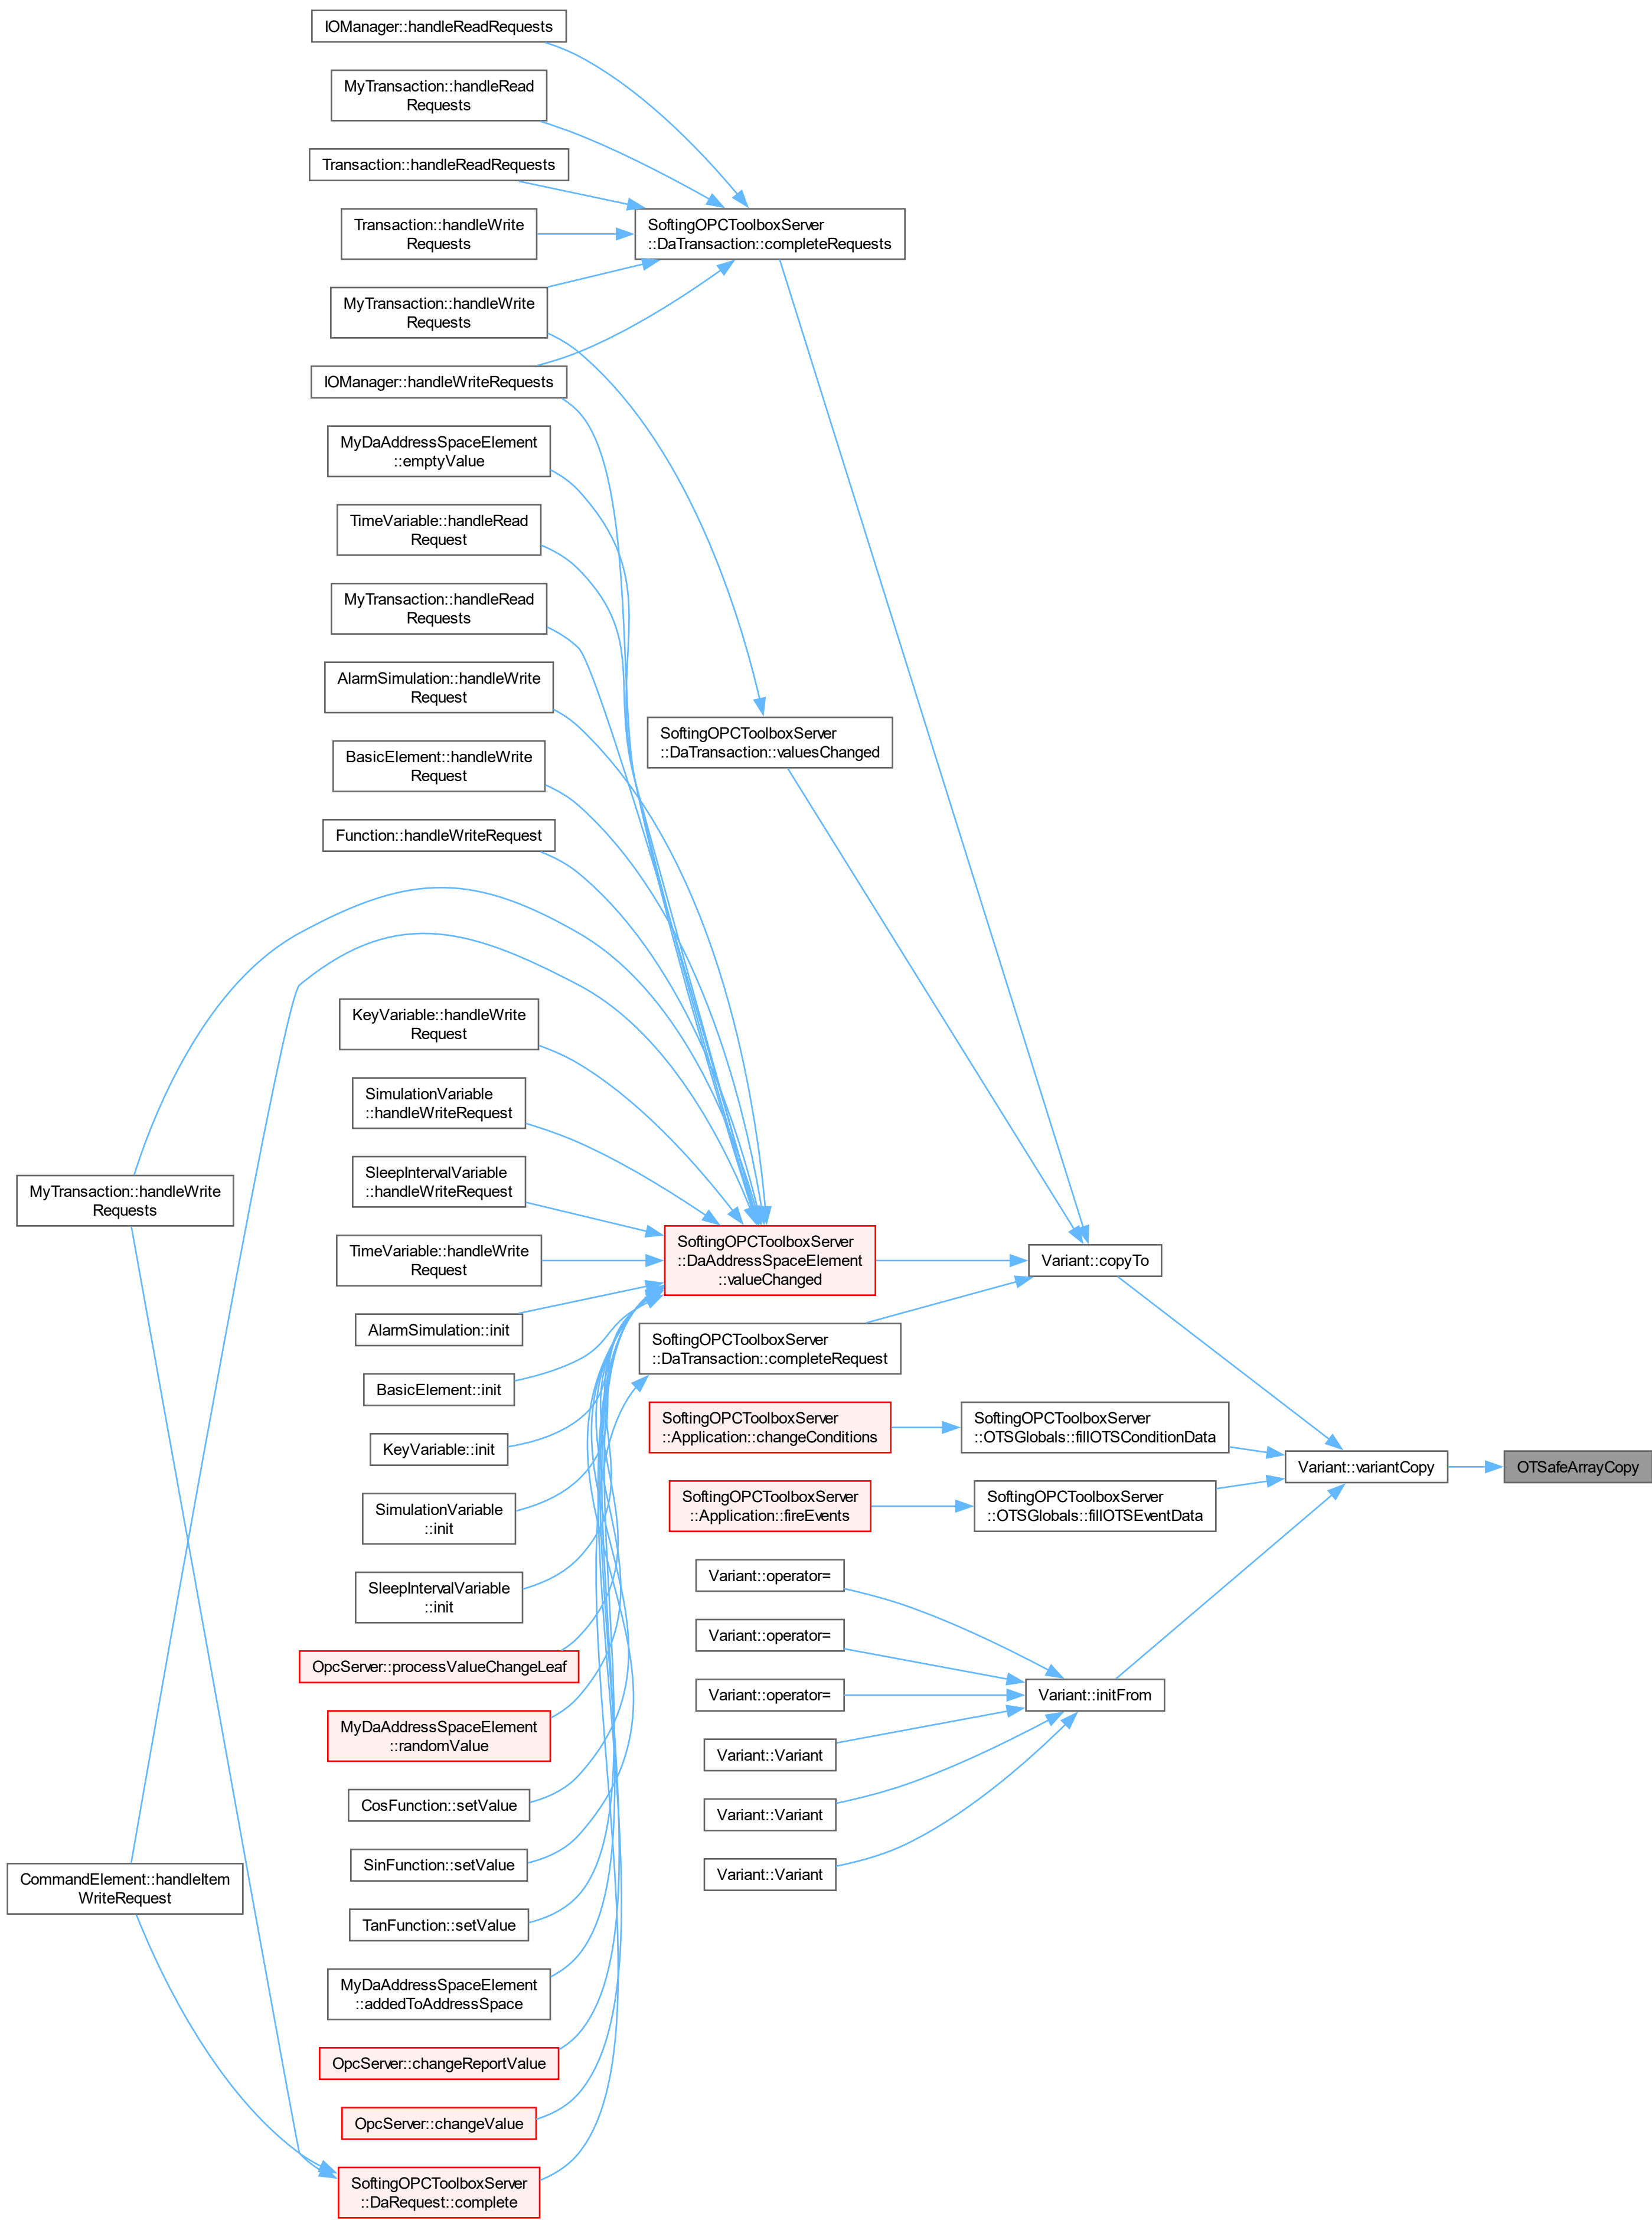 IOManager::handleReadRequests
MyTransaction::handleRead
Requests
Transaction::handleReadRequests
Transaction::handleWrite
Requests
SoftingOPCToolboxServer
::DaTransaction::completeRequests
MyTransaction::handleWrite
Requests
IOManager::handleWriteRequests
MyDaAddressSpaceElement
::emptyValue
TimeVariable::handleRead
Request
MyTransaction::handleRead
Requests
AlarmSimulation::handleWrite
Request
SoftingOPCToolboxServer
::DaTransaction::valuesChanged
BasicElement::handleWrite
Request
Function::handleWriteRequest
KeyVariable::handleWrite
Request
SimulationVariable
::handleWriteRequest
SleepIntervalVariable
::handleWriteRequest
MyTransaction::handleWrite
Requests
TimeVariable::handleWrite
Request
SoftingOPCToolboxServer
::DaAddressSpaceElement
::valueChanged
Variant::copyTo
AlarmSimulation::init
SoftingOPCToolboxServer
::DaTransaction::completeRequest
BasicElement::init
SoftingOPCToolboxServer
::Application::changeConditions
SoftingOPCToolboxServer
::OTSGlobals::fillOTSConditionData
KeyVariable::init
Variant::variantCopy
OTSafeArrayCopy
SoftingOPCToolboxServer
::Application::fireEvents
SoftingOPCToolboxServer
::OTSGlobals::fillOTSEventData
SimulationVariable
::init
Variant::operator=
SleepIntervalVariable
::init
Variant::operator=
OpcServer::processValueChangeLeaf
Variant::operator=
Variant::initFrom
MyDaAddressSpaceElement
::randomValue
Variant::Variant
CosFunction::setValue
Variant::Variant
SinFunction::setValue
Variant::Variant
CommandElement::handleItem
WriteRequest
TanFunction::setValue
MyDaAddressSpaceElement
::addedToAddressSpace
OpcServer::changeReportValue
OpcServer::changeValue
SoftingOPCToolboxServer
::DaRequest::complete